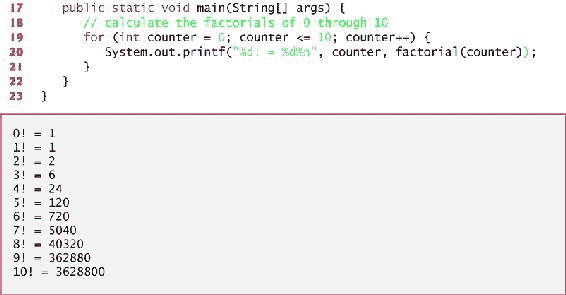 17 public static void main(String[] args) {
18 // calculate the factorials of 0 through 10
19 for (int counter = 0; counter <= 10; counter++) {
20 System.out.printf("%d! = %d%n", counter, factorial(counter));
21 }
22 }
23 }
0! = 1
1! = 1
2! = 2
3! = 6
4! = 24
5! = 120
6! = 720
7! = 5040
8! = 40320
9! = 362880
10! = 3628800